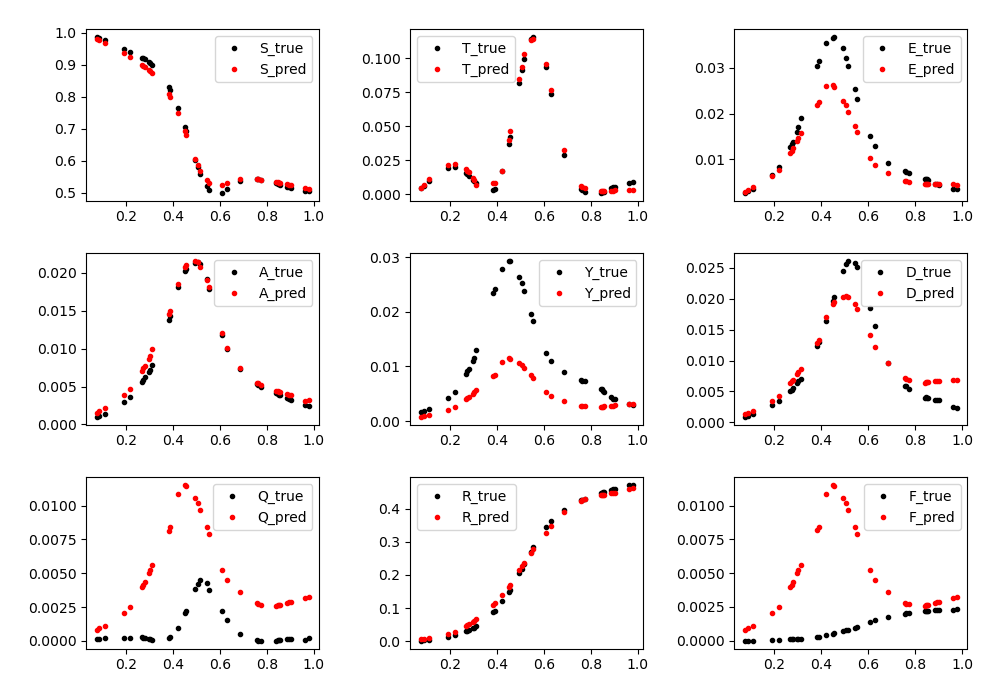 S_true
S_pred
1.0
0.9
0.8
0.7
0.6
0.5
0.2 0.4 0.6 0.8 1.0
T_true
T_pred
0.100
0.075
0.050
0.025
0.000
0.2 0.4 0.6 0.8 1.0
E_true
E_pred
0.03
0.02
0.01
0.2 0.4 0.6 0.8 1.0
A_true
A_pred
0.020
0.015
0.010
0.005
0.000
0.2 0.4 0.6 0.8 1.0
Y_true
Y_pred
0.03
0.02
0.01
0.00
0.2 0.4 0.6 0.8 1.0
D_true
D_pred
0.025
0.020
0.015
0.010
0.005
0.000
0.2 0.4 0.6 0.8 1.0
Q_true
Q_pred
0.0100
0.0075
0.0050
0.0025
0.0000
0.2 0.4 0.6 0.8 1.0
R_true
R_pred
0.4
0.3
0.2
0.1
0.0
0.2 0.4 0.6 0.8 1.0
F_true
F_pred
0.0100
0.0075
0.0050
0.0025
0.0000
0.2 0.4 0.6 0.8 1.0